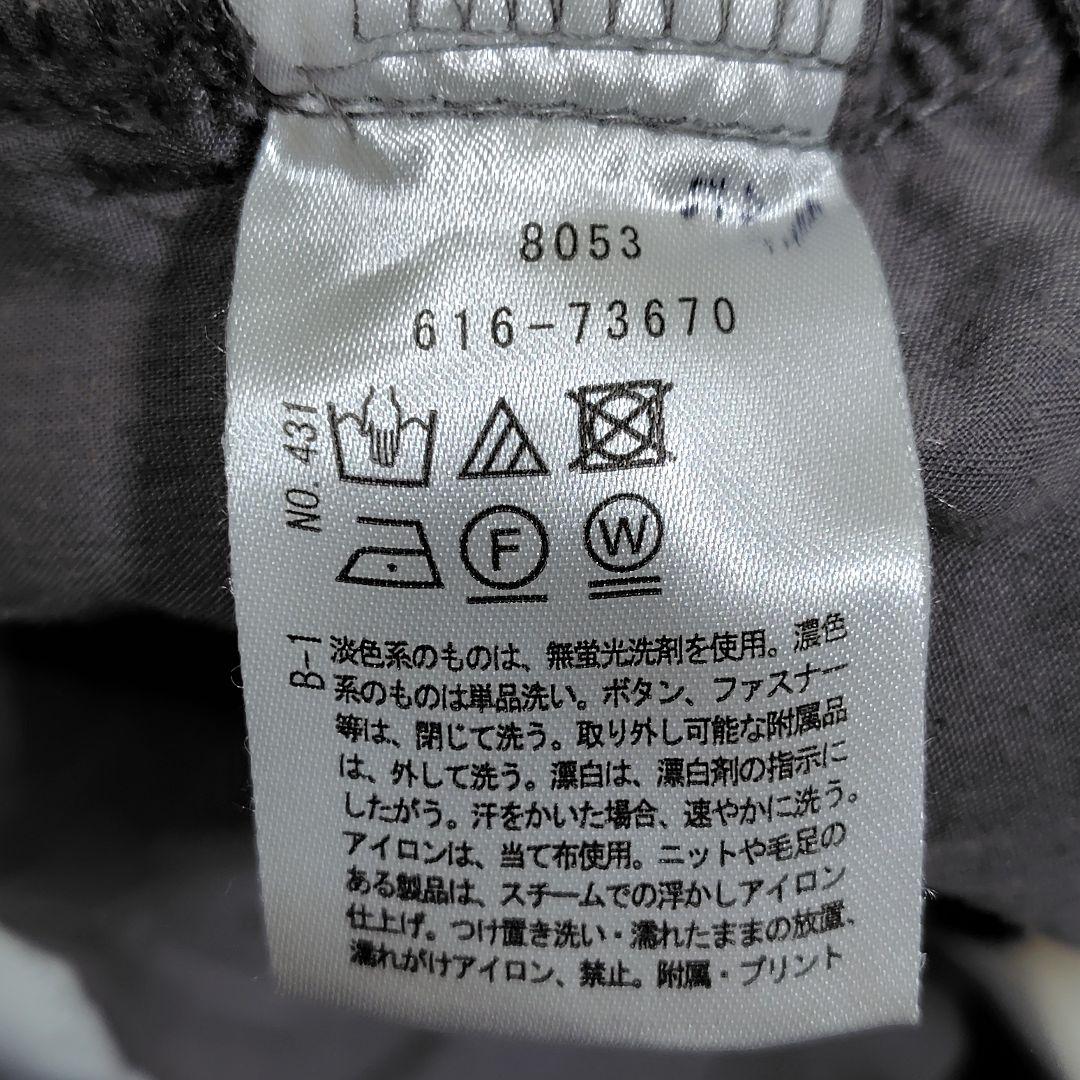 8053
616-73670
NO. 431
F
W
B-1
淡色系のものは、無蛍光洗剤を使用。濃色
系のものは単品洗い。ボタン、ファスナー
等は、閉じて洗う。取り外し可能な附属品
は、外して洗う。漂白は、漂白剤の指示に
したがう。汗をかいた場合、速やかに洗う。
アイロンは、当て布使用。ニットや毛足の
ある製品は、スチームでの浮かしアイロン
仕上げ。つけ置き洗い・濡れたままの放置、
濡れがけアイロン、禁止。附属・プリント